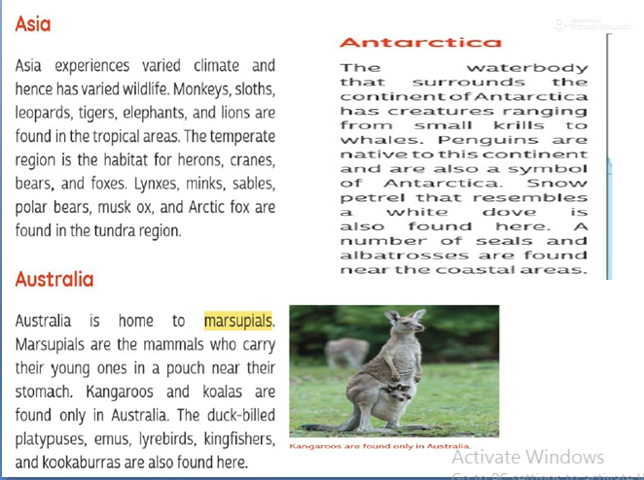 Asia
Asia experiences varied climate and
hence has varied wildlife. Monkeys, sloths,
leopards, tigers, elephants, and lions are
found in the tropical areas. The temperate
region is the habitat for herons, cranes,
bears, and foxes. Lynxes, minks, sables,
polar bears, musk ox, and Arctic fox are
found in the tundra region.
Australia
Australia is home to marsupials.
Marsupials are the mammals who carry
their young ones in a pouch near their
stomach. Kangaroos and koalas are
found only in Australia. The duck-billed
platypuses, emus, lyrebirds, kingfishers,
and kookaburras are also found here.
Antarctica
The waterbody
that surrounds the
continent of Antarctica
has creatures ranging
from small krills to
whales. Penguins are
native to this continent
and are also a symbol
of Antarctica. Snow
petrel that resembles
a white dove is
also found here. A
number of seals and
albatrosses are found
near the coastal areas.
Kangaroos are found only in Australia.
Activate Windows